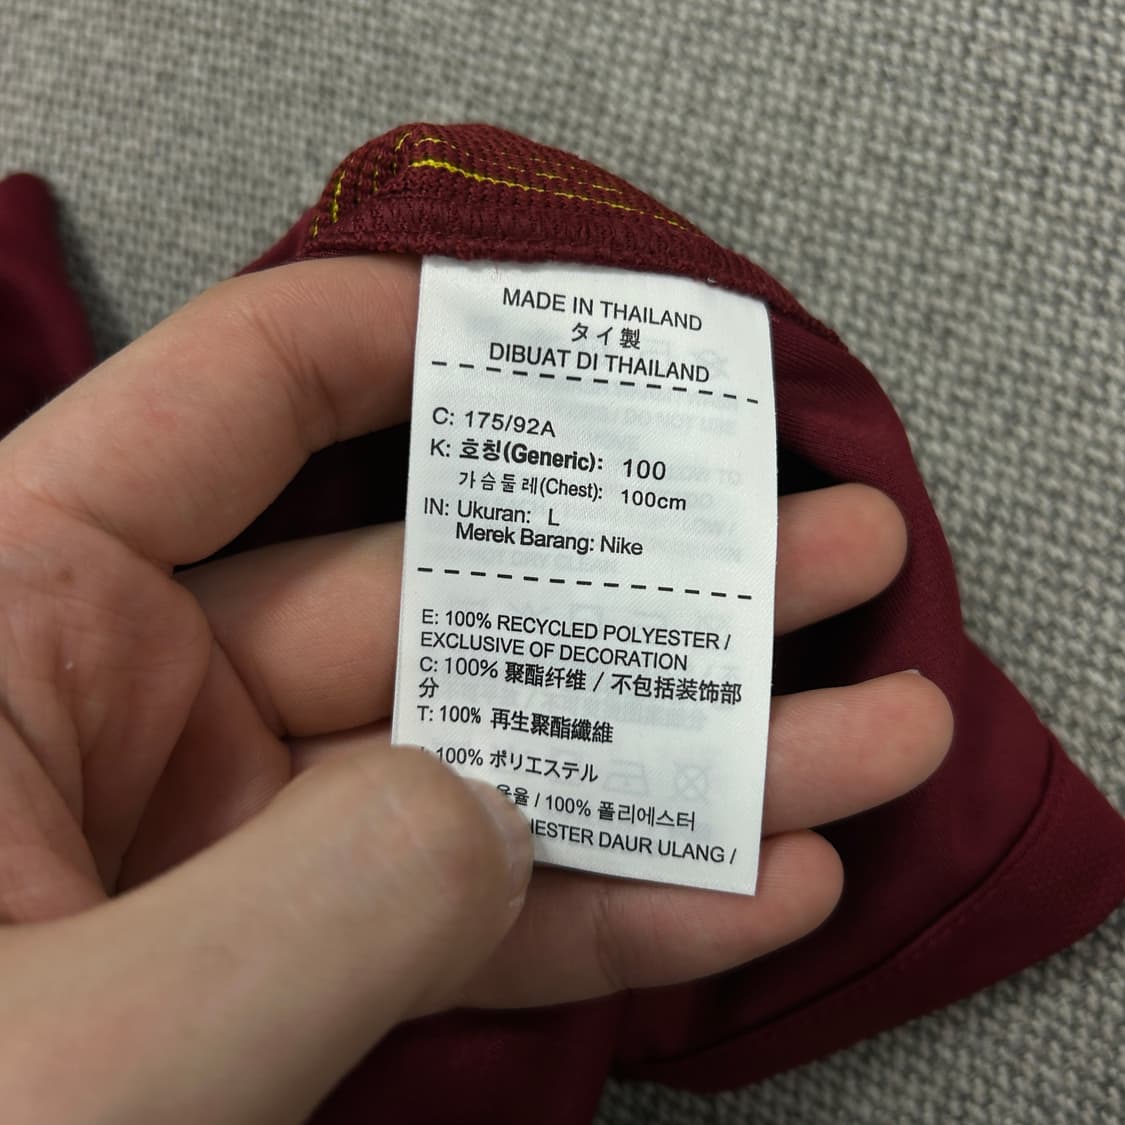 MADE IN THAILAND
タイ製
DIBUAT DI THAILAND
C: 175/92A
K: 호칭(Generic): 100
가슴둘레(Chest): 100cm
IN: Ukuran: L
Merek Barang: Nike
E: 100% RECYCLED POLYESTER /
EXCLUSIVE OF DECORATION
C: 100% 聚酯纤维 / 不包括装饰部
分
T: 100% 再生聚酯纖維
100% ポリエステル
/ 100% 폴리에스터
DAUR ULANG /